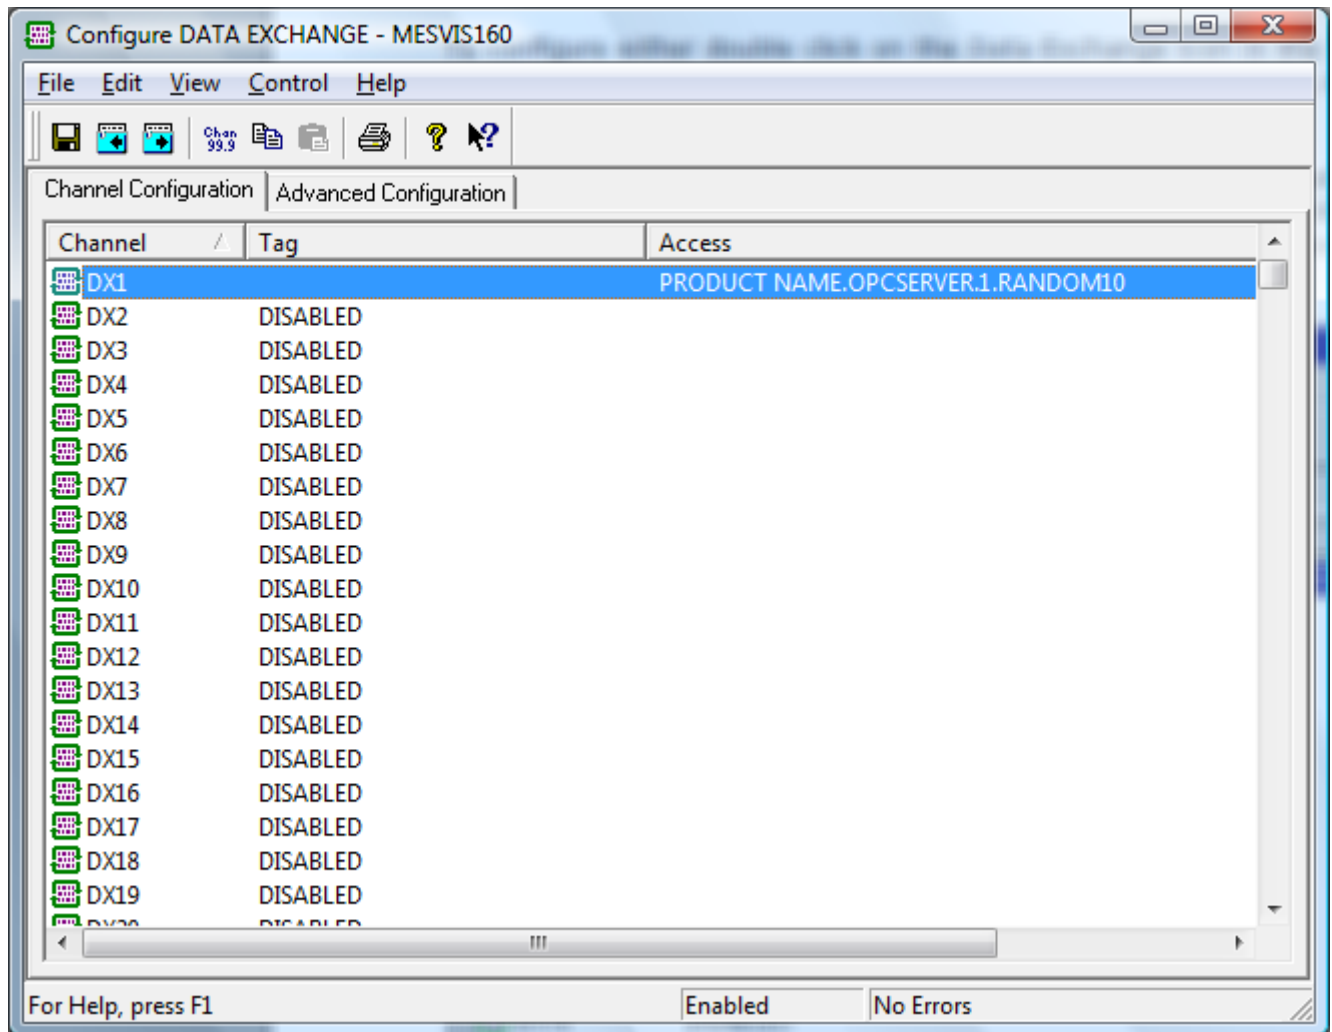 Configure DATA EXCHANGE - MESVIS160
File Edit View Control Help
Chan
99.9
Channel Configuration Advanced Configuration
Channel Tag Access
DX1 PRODUCT NAME.OPCSERVER.1.RANDOM10
DX2 DISABLED
DX3 DISABLED
DX4 DISABLED
DX5 DISABLED
DX6 DISABLED
DX7 DISABLED
DX8 DISABLED
DX9 DISABLED
DX10 DISABLED
DX11 DISABLED
DX12 DISABLED
DX13 DISABLED
DX14 DISABLED
DX15 DISABLED
DX16 DISABLED
DX17 DISABLED
DX18 DISABLED
DX19 DISABLED
DX20 DISABLED
For Help, press F1 Enabled No Errors